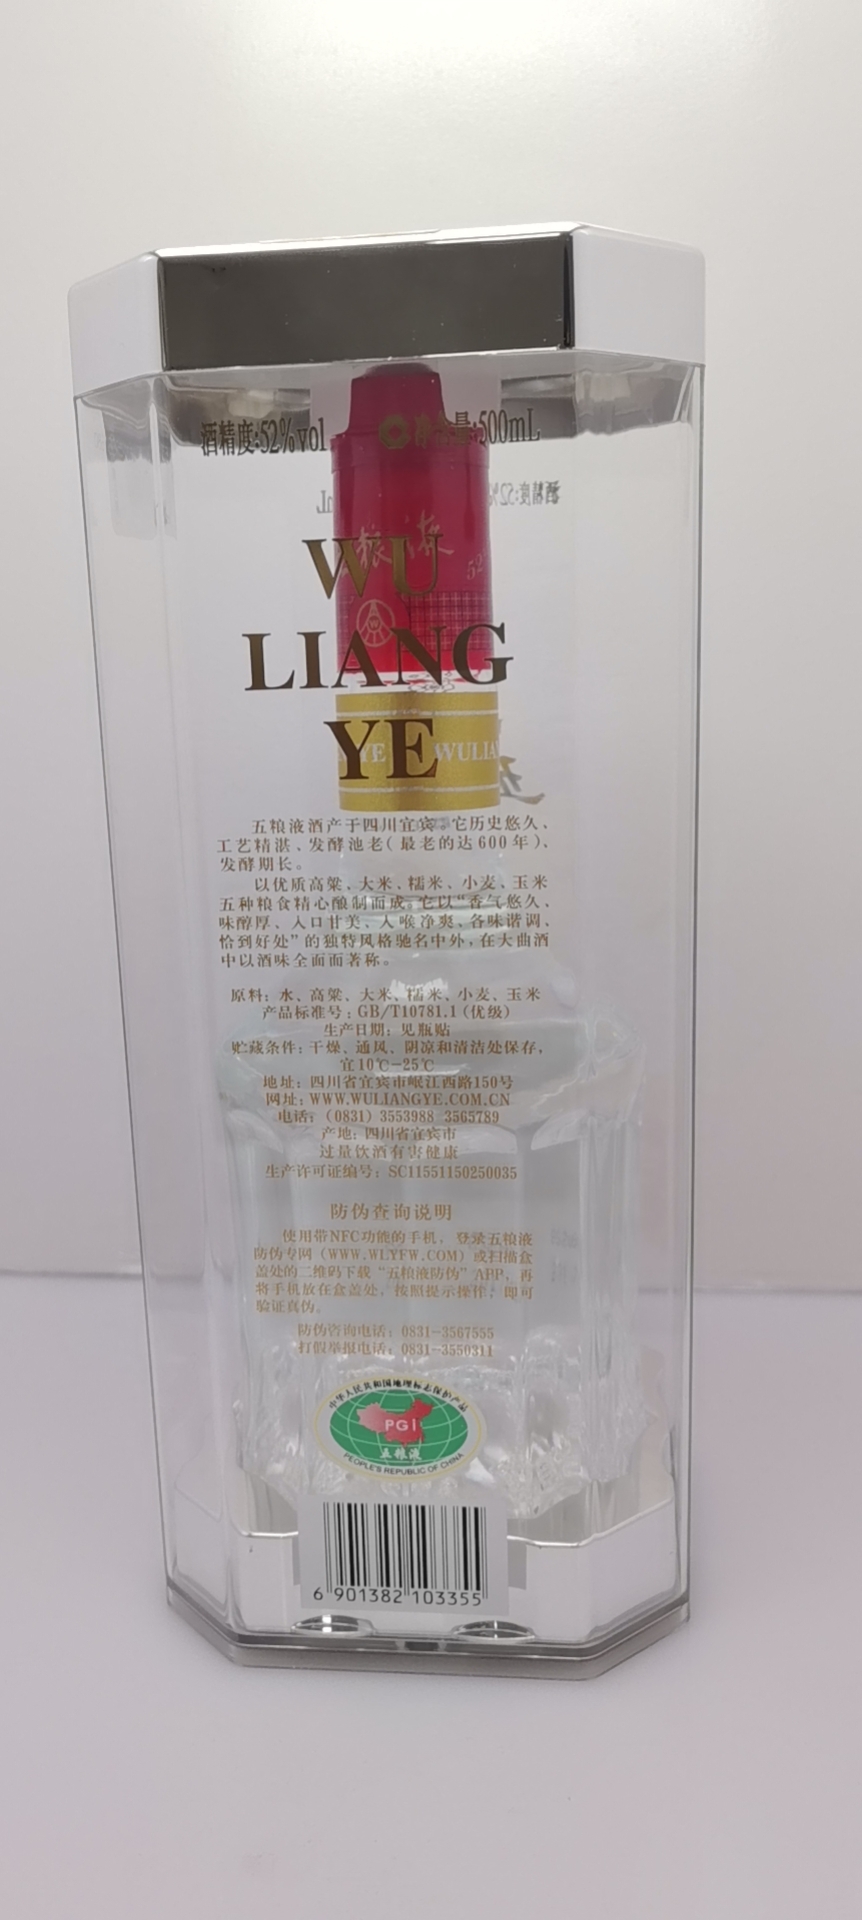 酒精度:52%vol 净含量:500mL
WU
LIANG
YE
五粮液酒产于四川宜宾。它历史悠久、
工艺精湛、发酵池老(最老的达600年)、
发酵期长。
以优质高粱、大米、糯米、小麦、玉米
五种粮食精心酿制而成。它以“香气悠久、
味醇厚、入口甘美、入喉净爽、各味谐调、
恰到好处”的独特风格驰名中外,在大曲酒
中以酒味全面而著称。
原料:水、高粱、大米、糯米、小麦、玉米
产品标准号:GB/T10781.1(优级)
生产日期:见瓶贴
贮藏条件:干燥、通风、阴凉和清洁处保存,
宜10℃-25℃
地址:四川省宜宾市岷江西路150号
网址:WWW.WULIANGYE.COM.CN
电话:(0831) 3553988 3565789
产地:四川省宜宾市
过量饮酒有害健康
生产许可证编号:SC11551150250035
防伪查询说明
使用带NFC功能的手机,登录五粮液
防伪专网(WWW.WLYFW.COM)或扫描盒
盖处的二维码下载“五粮液防伪”APP,再
将手机放在盒盖处,按照提示操作,即可
验证真伪。
防伪咨询电话:0831-3567555
打假举报电话:0831-3550311
中华人民共和国地理标志保护产品
PGI
五粮液
PEOPLE'S REPUBLIC OF CHINA
6 901382 103355